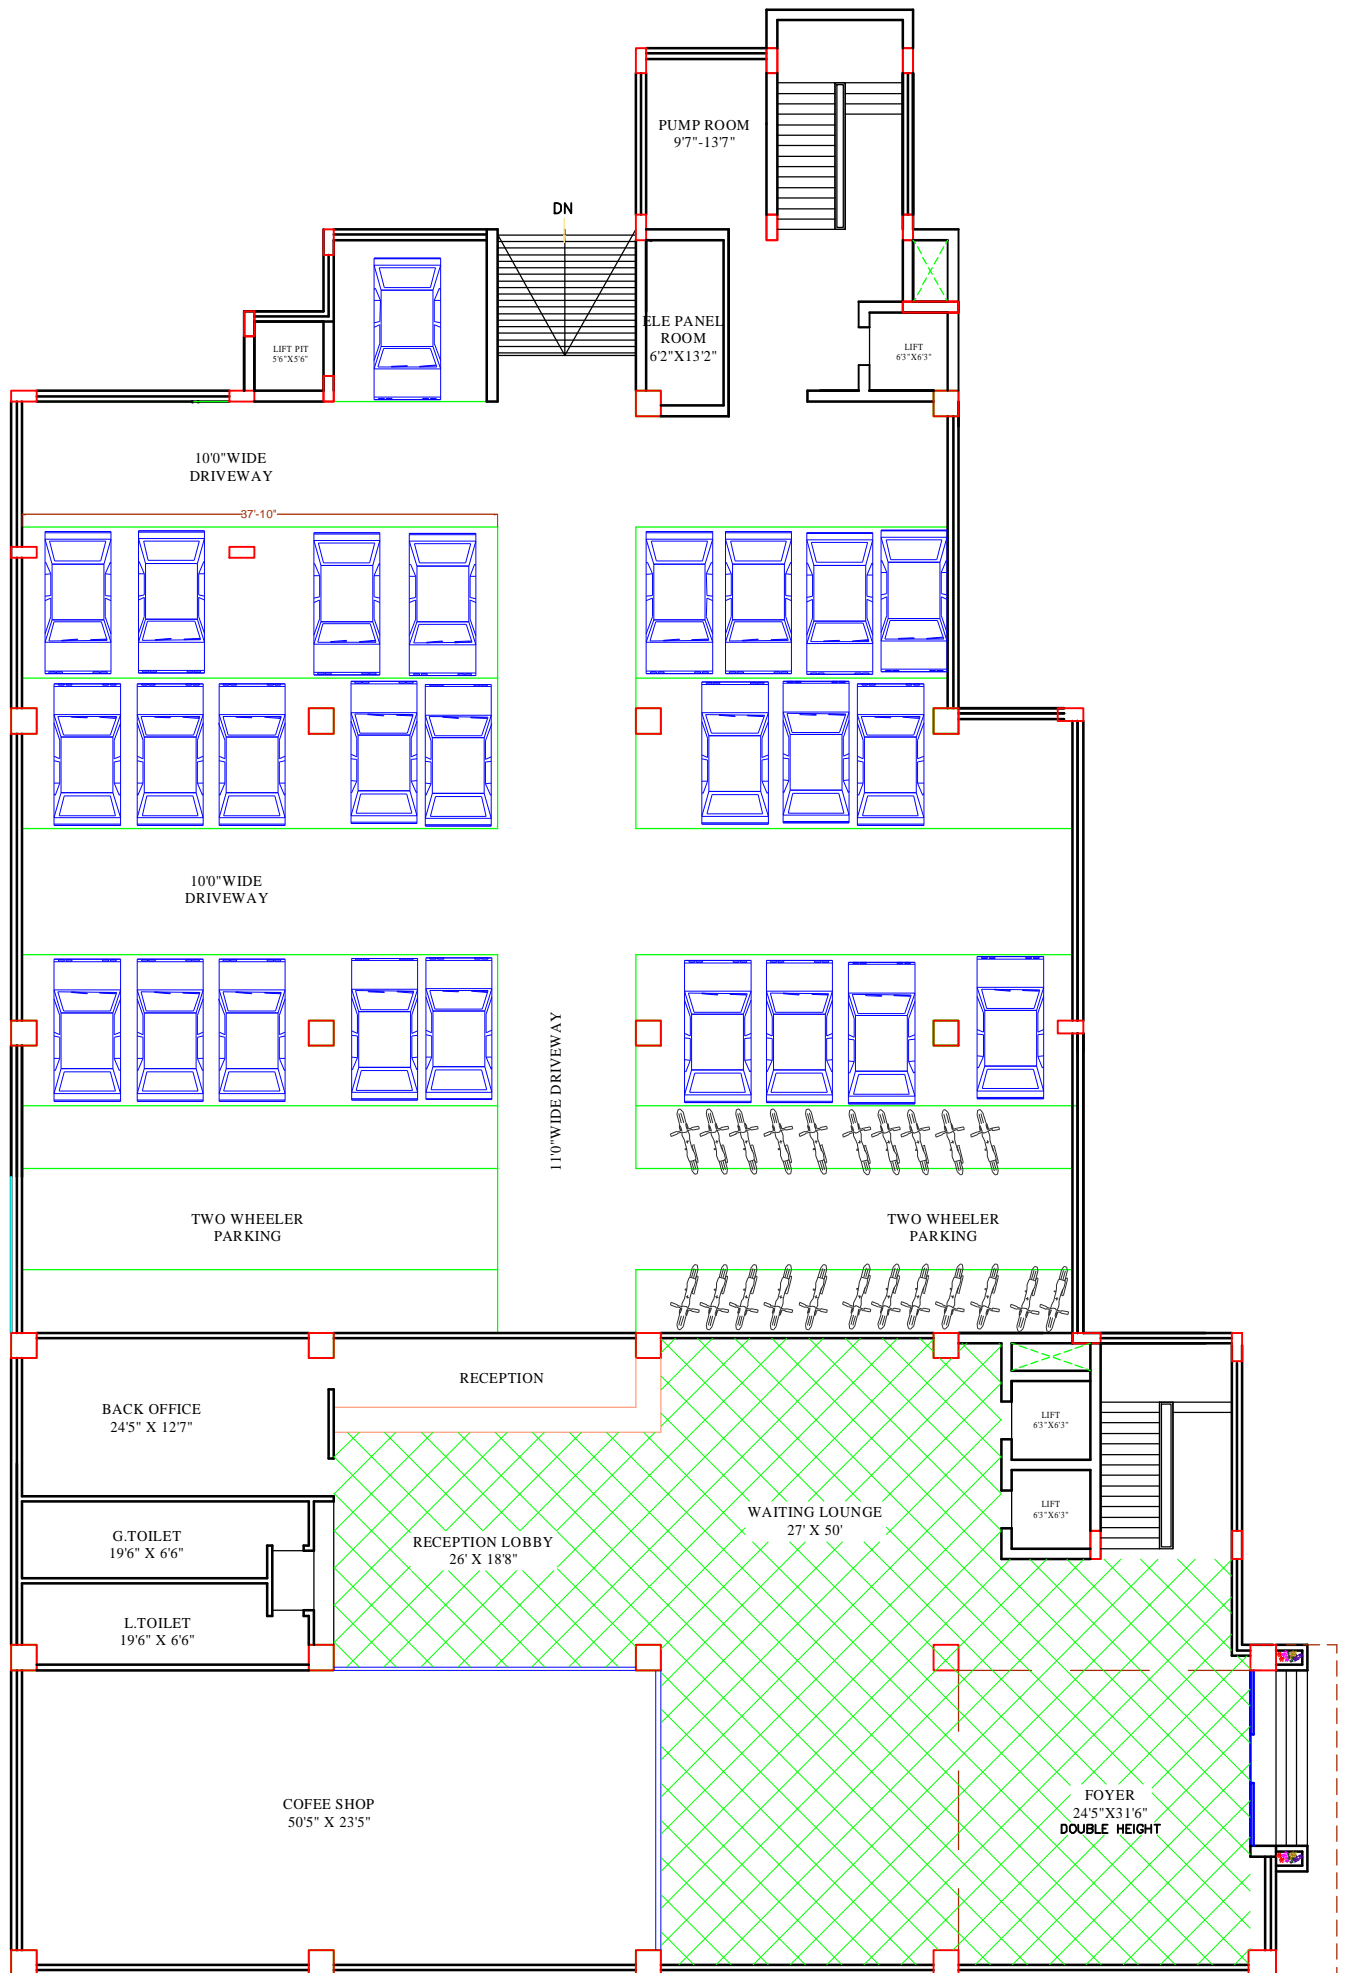 PUMP ROOM
9'7"-13'7"
DN
ELE PANEL
ROOM
6'2"X13'2"
LIFT PIT
5'6"X5'6"
LIFT
6'3"X6'3"
10'0"WIDE
DRIVEWAY
37'-10"
10'0"WIDE
DRIVEWAY
11'0"WIDE DRIVEWAY
TWO WHEELER
PARKING
TWO WHEELER
PARKING
RECEPTION
BACK OFFICE
24'5" X 12'7"
LIFT
6'3"X6'3"
LIFT
6'3"X6'3"
WAITING LOUNGE
27' X 50'
G.TOILET
19'6" X 6'6"
RECEPTION LOBBY
26' X 18'8"
L.TOILET
19'6" X 6'6"
COFEE SHOP
50'5" X 23'5"
FOYER
24'5"X31'6"
DOUBLE HEIGHT